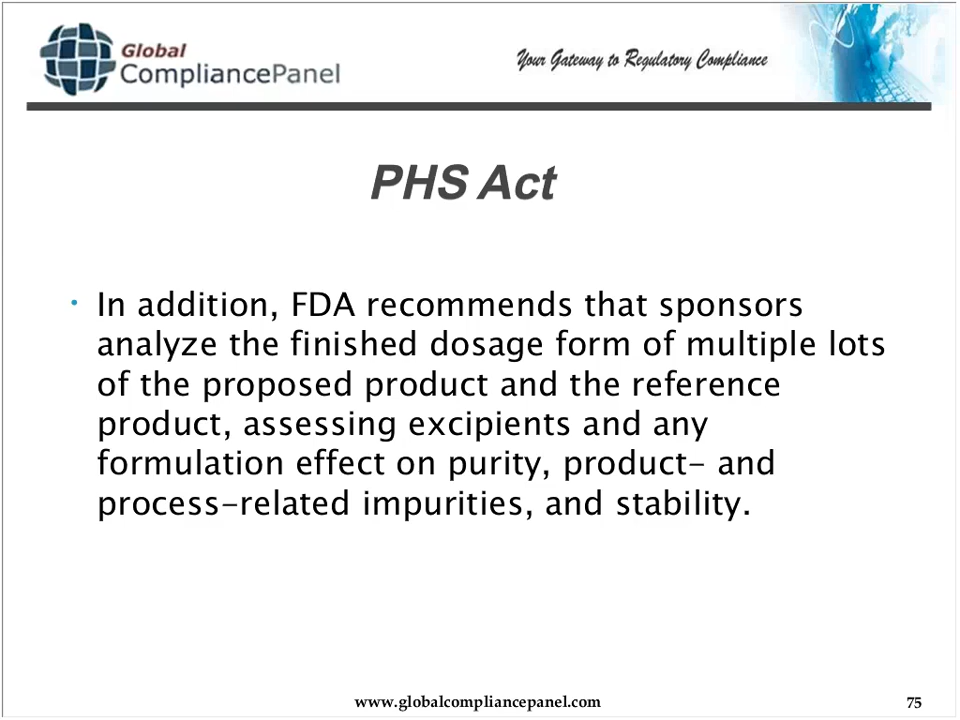 Global
CompliancePanel
Your Gateway to Regulatory Compliance
PHS Act
• In addition, FDA recommends that sponsors
analyze the finished dosage form of multiple lots
of the proposed product and the reference
product, assessing excipients and any
formulation effect on purity, product- and
process-related impurities, and stability.
www.globalcompliancepanel.com
75